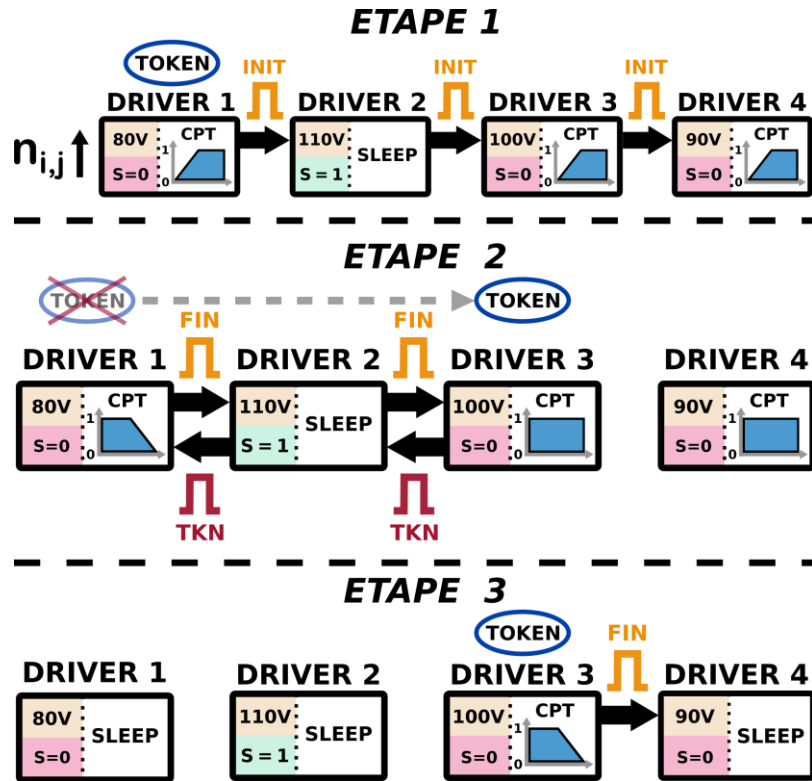 ETAPE 1
TOKEN
INIT INIT INIT
DRIVER 1 DRIVER 2 DRIVER 3 DRIVER 4
n i,j
80V CPT 110V 100V CPT 90V CPT
1 SLEEP 1 1
S=0 0 S = 1 S=0 0 S=0 0
ETAPE 2
TOKEN TOKEN
FIN FIN
DRIVER 1 DRIVER 2 DRIVER 3 DRIVER 4
80V CPT 110V 100V CPT 90V CPT
1 SLEEP 1 1
S=0 0 S = 1 S=0 0 S=0 0
TKN TKN
ETAPE 3
TOKEN FIN
DRIVER 1 DRIVER 2 DRIVER 3 DRIVER 4
80V 110V 100V CPT 90V
SLEEP SLEEP 1 SLEEP
S=0 S = 1 S=0 0 S=0